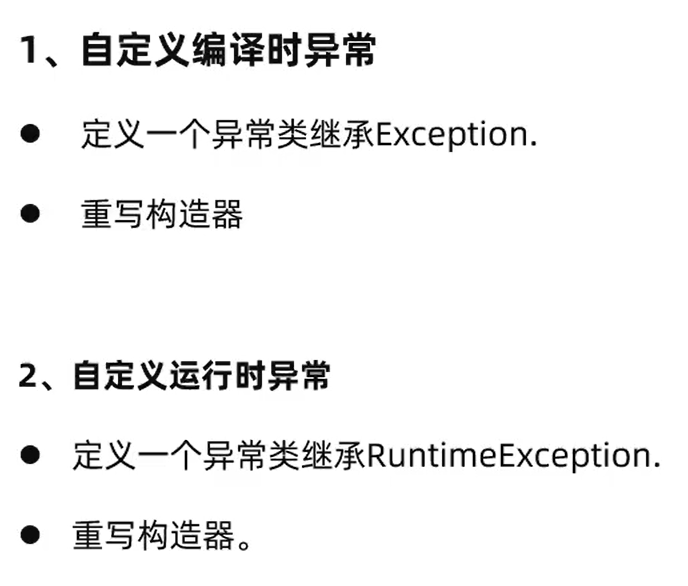 1、自定义编译时异常
● 定义一个异常类继承Exception.
● 重写构造器
2、自定义运行时异常
● 定义一个异常类继承RuntimeException.
● 重写构造器。